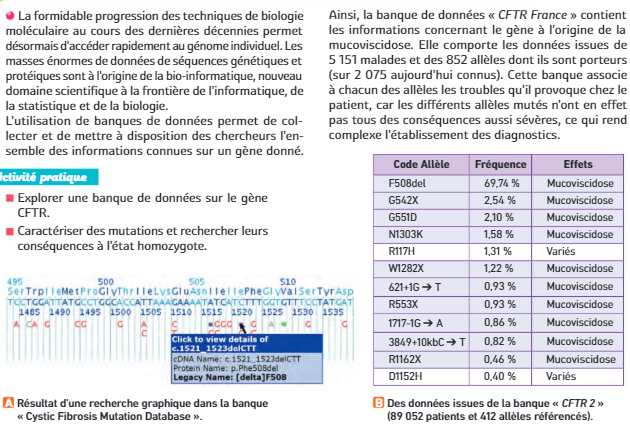 ● La formidable progression des techniques de biologie
moléculaire au cours des dernières décennies permet
désormais d'accéder rapidement au génome individuel. Les
masses énormes de données de séquences génétiques et
protéiques sont à l'origine de la bio-informatique, nouveau
domaine scientifique à la frontière de l'informatique, de
la statistique et de la biologie.
L'utilisation de banques de données permet de col-
lecter et de mettre à disposition des chercheurs l'en-
semble des informations connues sur un gène donné.
Ainsi, la banque de données « CFTR France » contient
les informations concernant le gène à l'origine de la
mucoviscidose. Elle comporte les données issues de
5 151 malades et des 852 allèles dont ils sont porteurs
(sur 2 075 aujourd'hui connus). Cette banque associe
à chacun des allèles les troubles qu'il provoque chez le
patient, car les différents allèles mutés n'ont en effet
pas tous des conséquences aussi sévères, ce qui rend
complexe l'établissement des diagnostics.
ctivité pratique
■ Explorer une banque de données sur le gène
CFTR.
■ Caractériser des mutations et rechercher leurs
conséquences à l'état homozygote.
495 500 505 510
SerTrpIleMetProGlyThrIleLysGluAsnIleIlePheGlyValSerTyrAsp
TCCTGGATTATGCCTGGCACCATTAAAGAAAATATCATCTTTGGTGTTTCCTATGAT
1485 1490 1495 1500 1505 1510 1515 1520 1525 1530 1535
A CA G CG G A C GGG G A G G
C
Click to view details of
c.1521_1523delCTT
cDNA Name: c.1521_1523delCTT
Protein Name: p.Phe508del
Legacy Name: [delta]F508
A Résultat d'une recherche graphique dans la banque
« Cystic Fibrosis Mutation Database ».
Code Allèle Fréquence Effets
F508del 69,74 % Mucoviscidose
G542X 2,54 % Mucoviscidose
G551D 2,10 % Mucoviscidose
N1303K 1,58 % Mucoviscidose
R117H 1,31 % Variés
W1282X 1,22 % Mucoviscidose
621+1G ➔ T 0,93 % Mucoviscidose
R553X 0,93 % Mucoviscidose
1717-1G ➔ A 0,86 % Mucoviscidose
3849+10kbC ➔ T 0,82 % Mucoviscidose
R1162X 0,46 % Mucoviscidose
D1152H 0,40 % Variés
B Des données issues de la banque « CFTR 2 »
(89 052 patients et 412 allèles référencés).